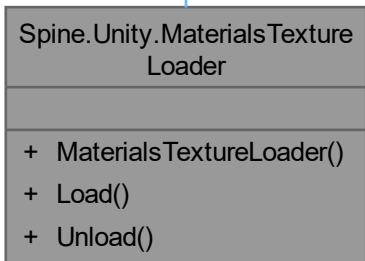 Spine.Unity.MaterialsTexture
Loader
+ MaterialsTextureLoader()
+ Load()
+ Unload()